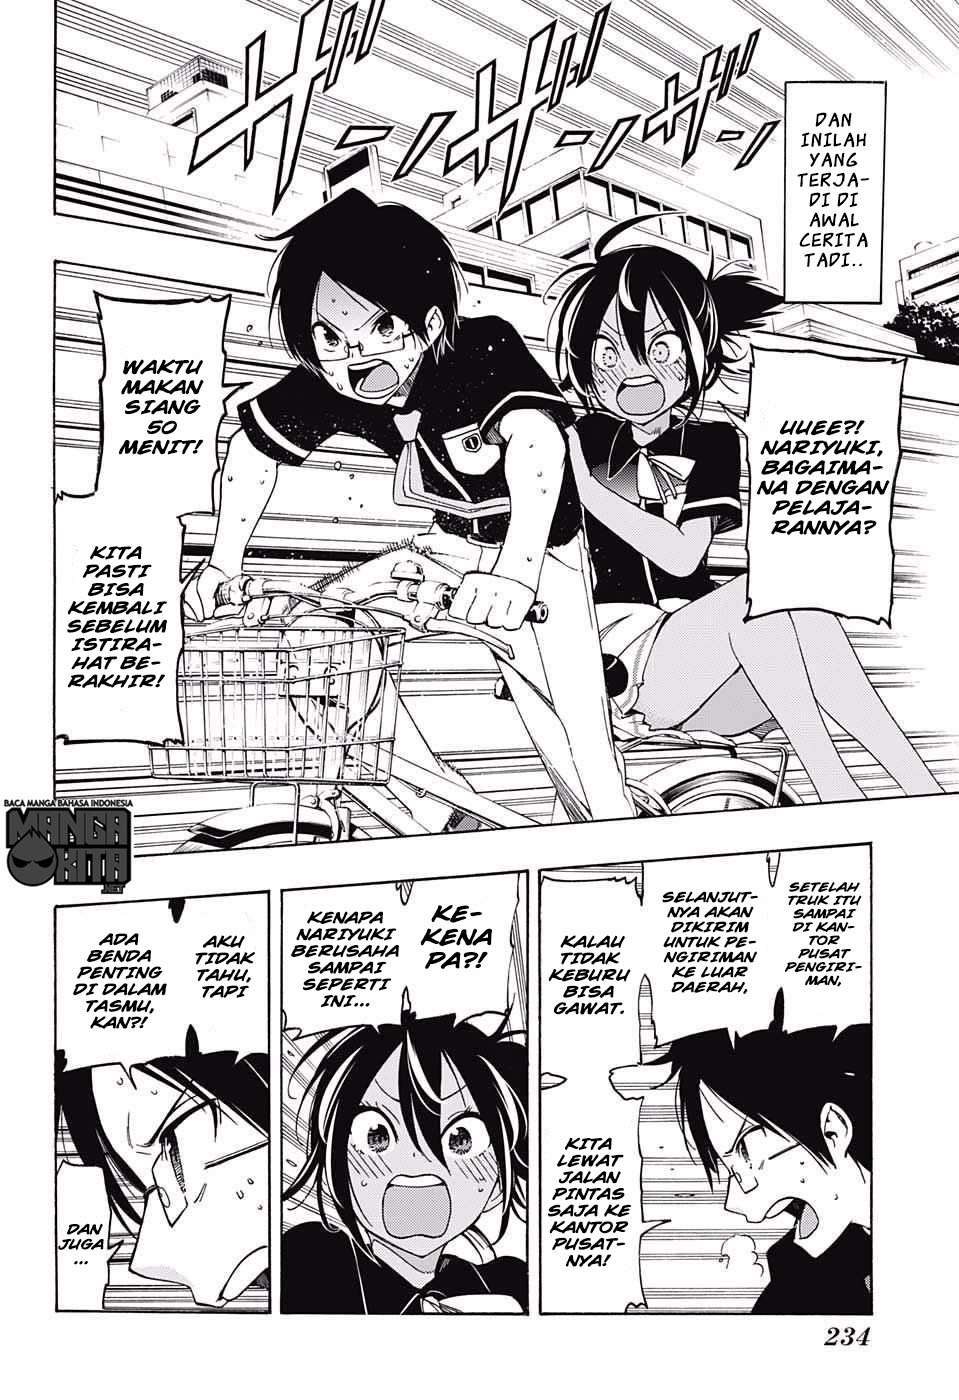 ザーンザーンザーン
DAN
INILAH
YANG
TERJA-
DI DI
AWAL
CERITA
TADI..
UUEE?!
NARIYUKI,
BAGAIMA-
NA DENGAN
PELAJA-
RANNYA?
WAKTU
MAKAN
SIANG
50
MENIT!
KITA
PASTI
BISA
KEMBALI
SEBELUM
ISTIRA-
HAT BE-
RAKHIR!
BACA MANGA BAHASA INDONESIA
MANGA
KITA
.NET
SETELAH
TRUK ITU
SAMPAI
DI KAN-
TOR
PUSAT
PENGIRI-
MAN,
SELANJUT-
NYA AKAN
DIKIRIM
UNTUK PE-
NGIRIMAN
KE LUAR
DAERAH,
KALAU
TIDAK
KEBURU
BISA
GAWAT.
KITA
LEWAT
JALAN
PINTAS
SAJA KE
KANTOR
PUSAT-
NYA!
KE-
KENA
PA?!
KENAPA
NARIYUKI
BERUSAHA
SAMPAI
SEPERTI
INI...
AKU
TIDAK
TAHU,
TAPI
ADA
BENDA
PENTING
DI DALAM
TASMU,
KAN?!
DAN
JUGA
...
234